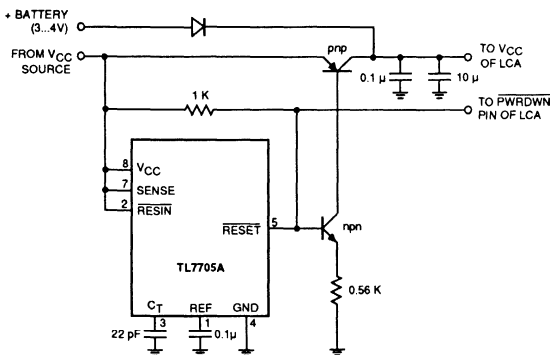 + BATTERY
(3...4V)
FROM VCC
SOURCE
pnp
TO VCC
OF LCA
0.1 µ
10 µ
1 K
TO PWRDWN
PIN OF LCA
8
VCC
7
SENSE
2
RESIN
RESET
5
npn
TL7705A
0.56 K
CT
REF
GND
3
1
4
22 pF
0.1µ